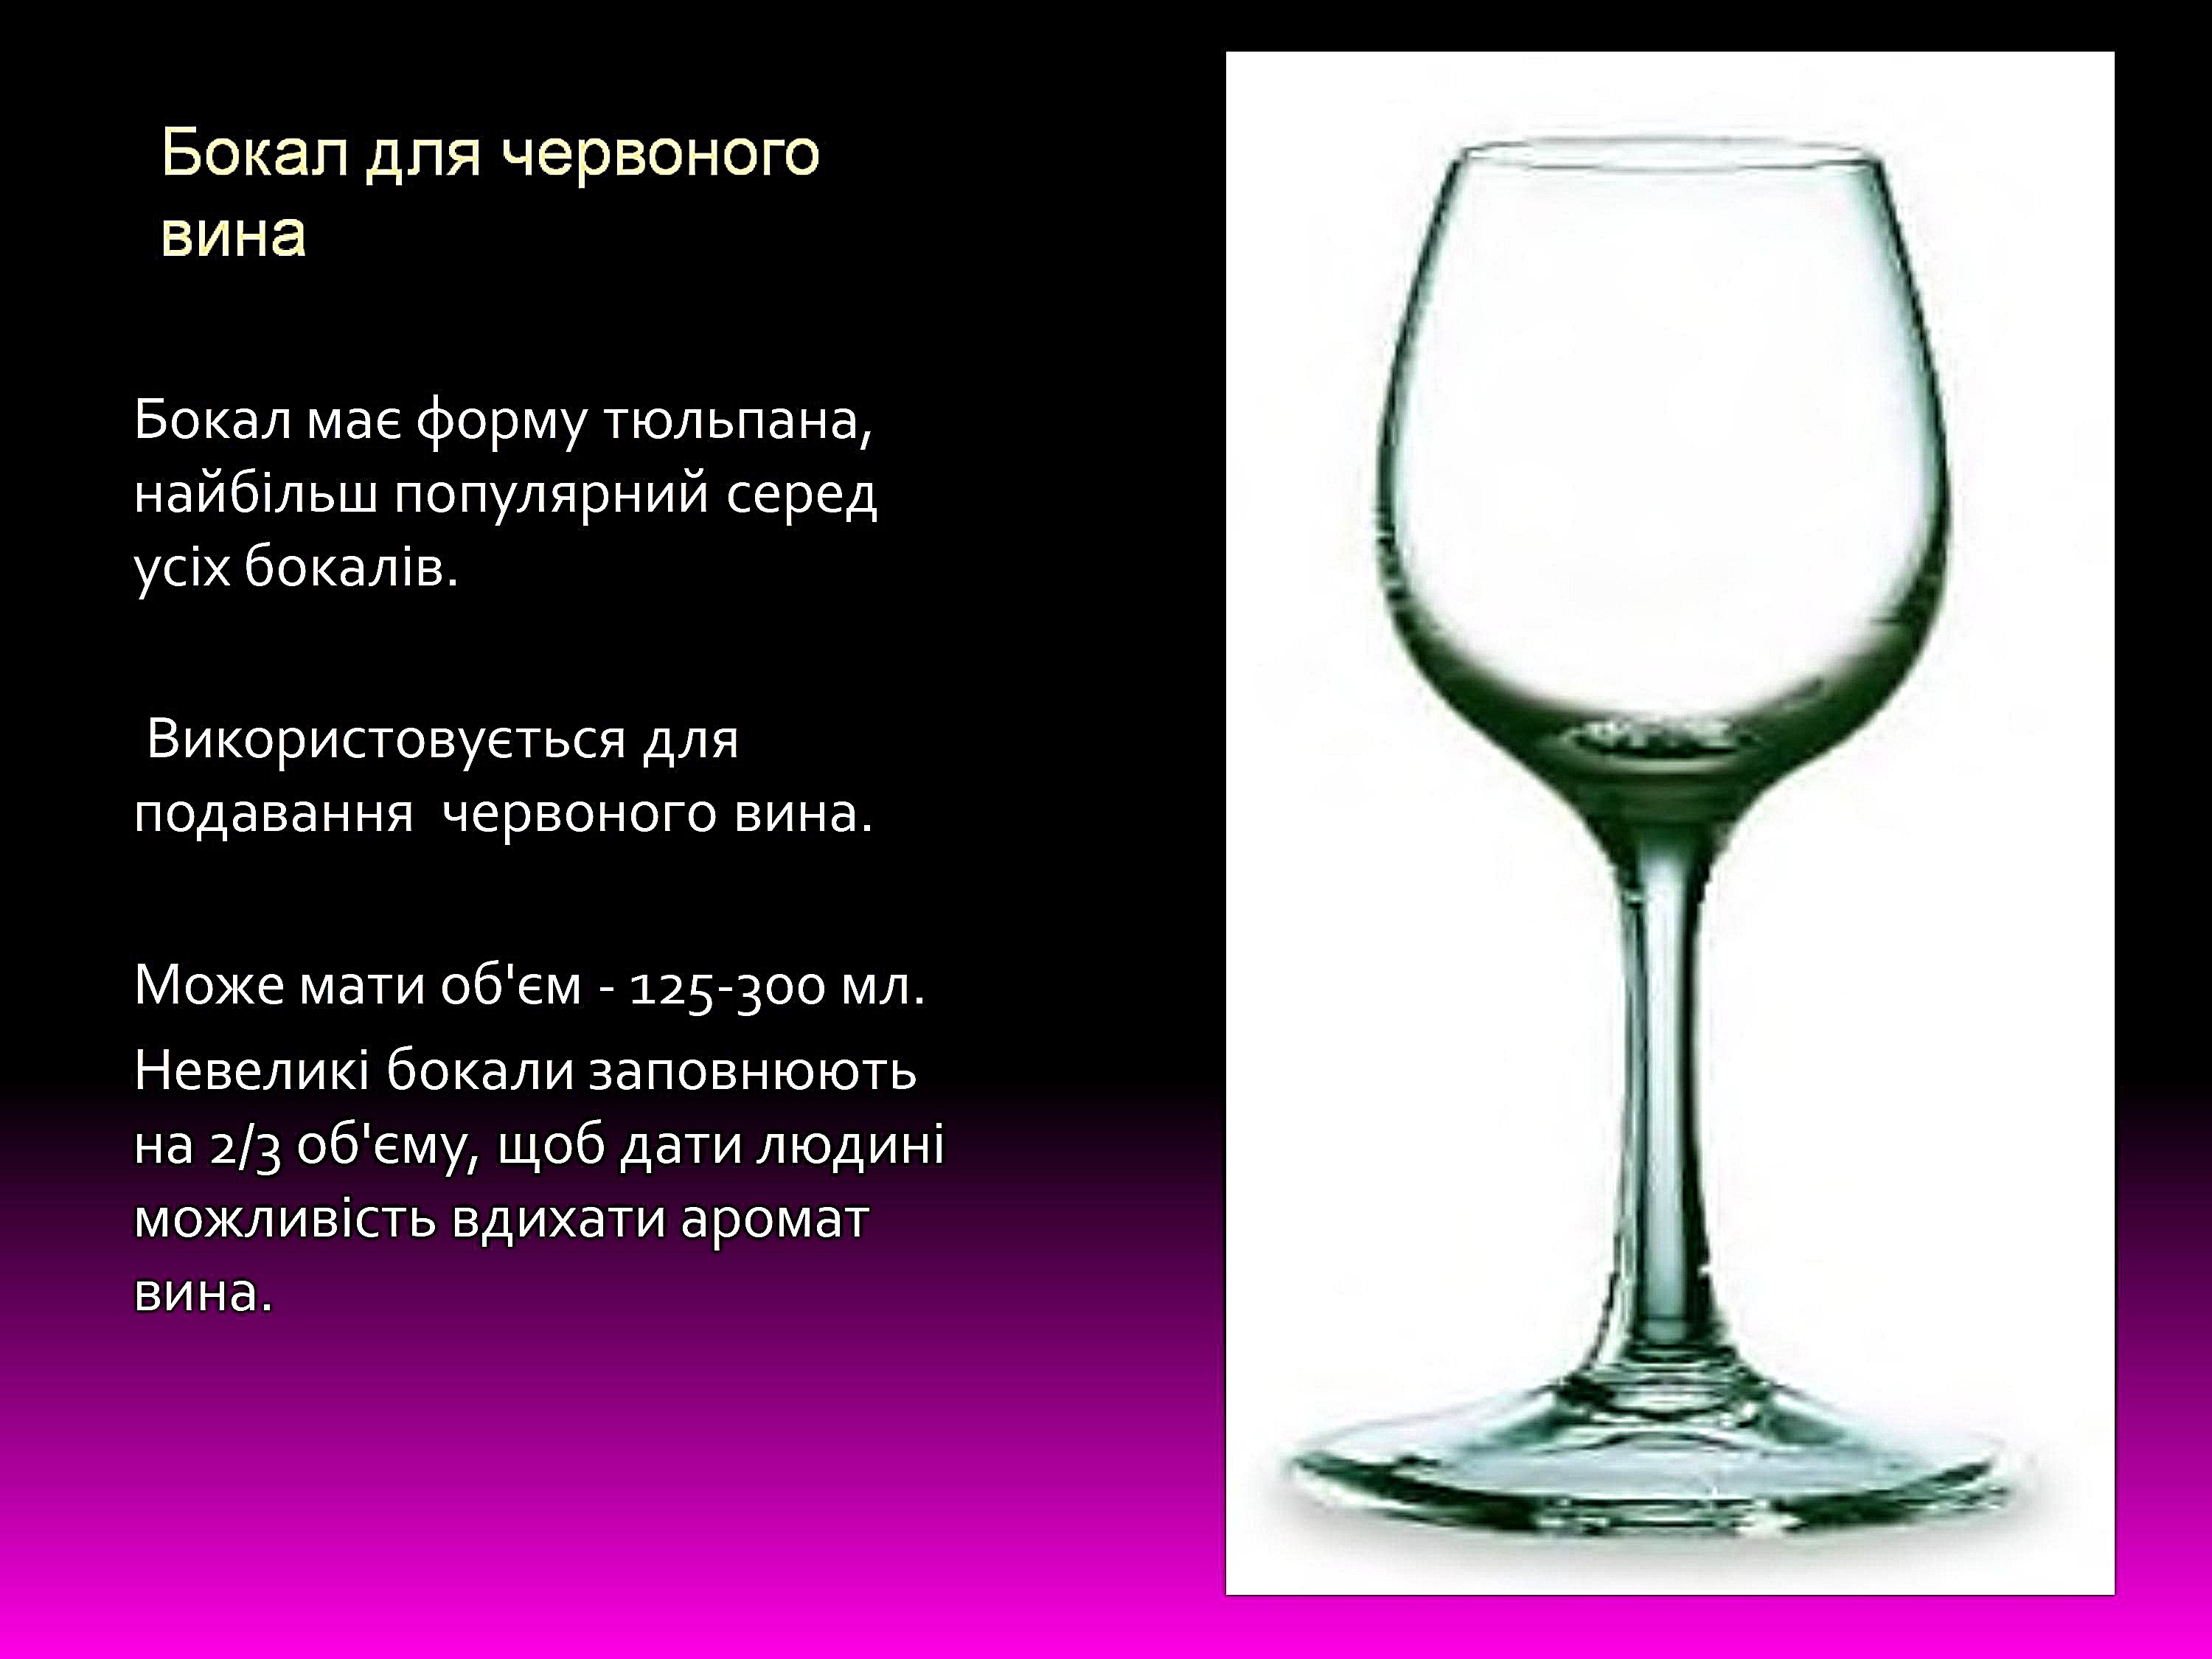 Бокал для червоного
вина
Бокал має форму тюльпана,
найбільш популярний серед
усіх бокалів.
Використовується для
подавання  червоного вина.
Може мати об'єм - 125-300 мл.
Невеликі бокали заповнюють
на 2/3 об'єму, щоб дати людині
можливість вдихати аромат
вина.